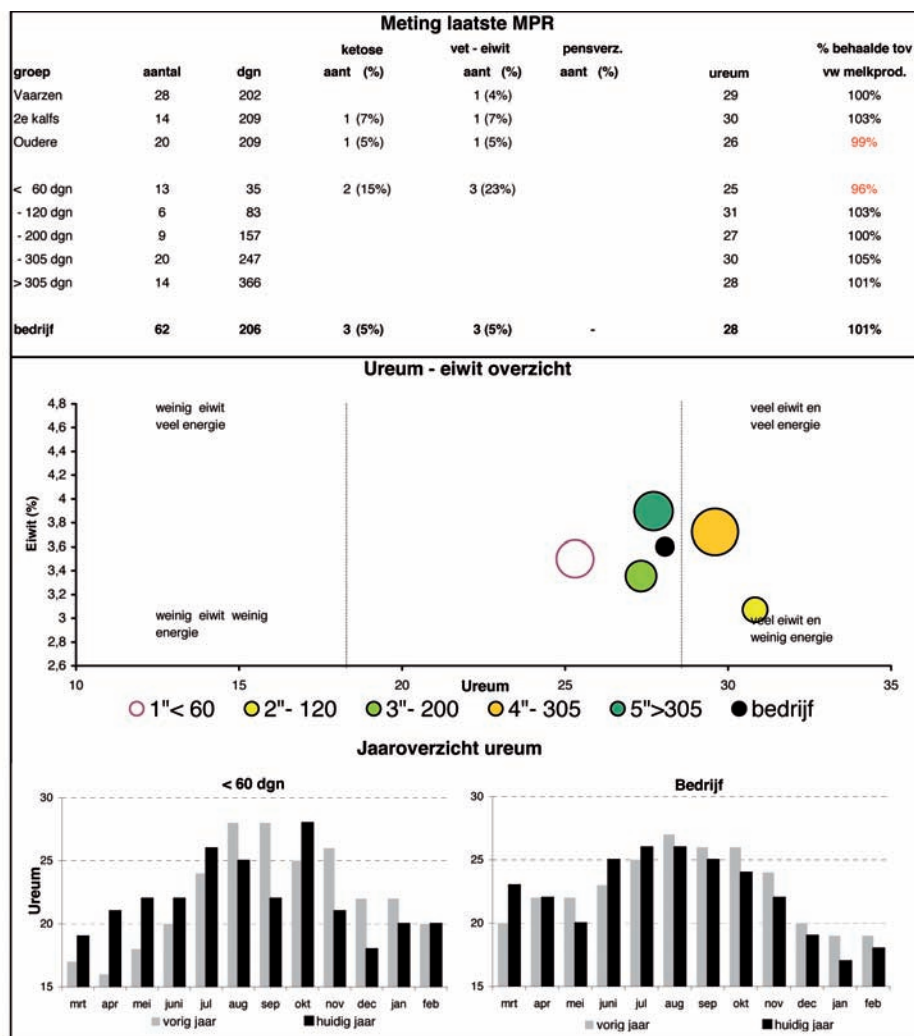 Meting laatste MPR
ketose vet - eiwit pensverz. % behaalde tov
groep aantal dgn aant (%) aant (%) aant (%) ureum vw melkprod.
Vaarzen 28 202 1 (4%) 29 100%
2e kalfs 14 209 1 (7%) 1 (7%) 30 103%
Oudere 20 209 1 (5%) 1 (5%) 26 99%
< 60 dgn 13 35 2 (15%) 3 (23%) 25 96%
- 120 dgn 6 83 31 103%
- 200 dgn 9 157 27 100%
- 305 dgn 20 247 30 105%
> 305 dgn 14 366 28 101%
bedrijf 62 206 3 (5%) 3 (5%) - 28 101%
Ureum - eiwit overzicht
Eiwit (%)
4,8
4,4
4
3,6
3,2
3
2,8
2,6
weinig eiwit
veel energie
veel eiwit en
veel energie
weinig eiwit weinig
energie
veel eiwit en
weinig energie
10 15 20 25 30 35
Ureum
1"< 60 2"- 120 3"- 200 4"- 305 5">305 bedrijf
Jaaroverzicht ureum
< 60 dgn
Ureum
30
25
20
15
mrt apr mei juni jul aug sep okt nov dec jan feb
vorig jaar huidig jaar
Bedrijf
30
25
20
15
mrt apr mei juni jul aug sep okt nov dec jan feb
vorig jaar huidig jaar